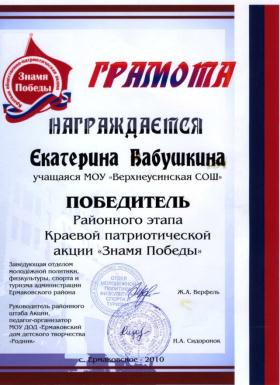 ГРАМОТА
Знамя
Победы
НАГРАЖДАЕТСЯ
Екатерина Бабушкина
учащаяся МОУ «Верхнеусинская СОШ»
ПОБЕДИТЕЛЬ
Районного этапа
Краевой патриотической
акции «Знамя Победы»
Заведующая отделом
молодёжной политики,
физкультуры, спорта и
туризма администрации
Ермаковского района
Ж.А. Верфель
Руководитель районного
штаба Акции,
педагог-организатор
МОУ ДОД «Ермаковский
дом детского творчества
«Родник»
Н.А. Сидоронок
с. Ермаковское - 2010